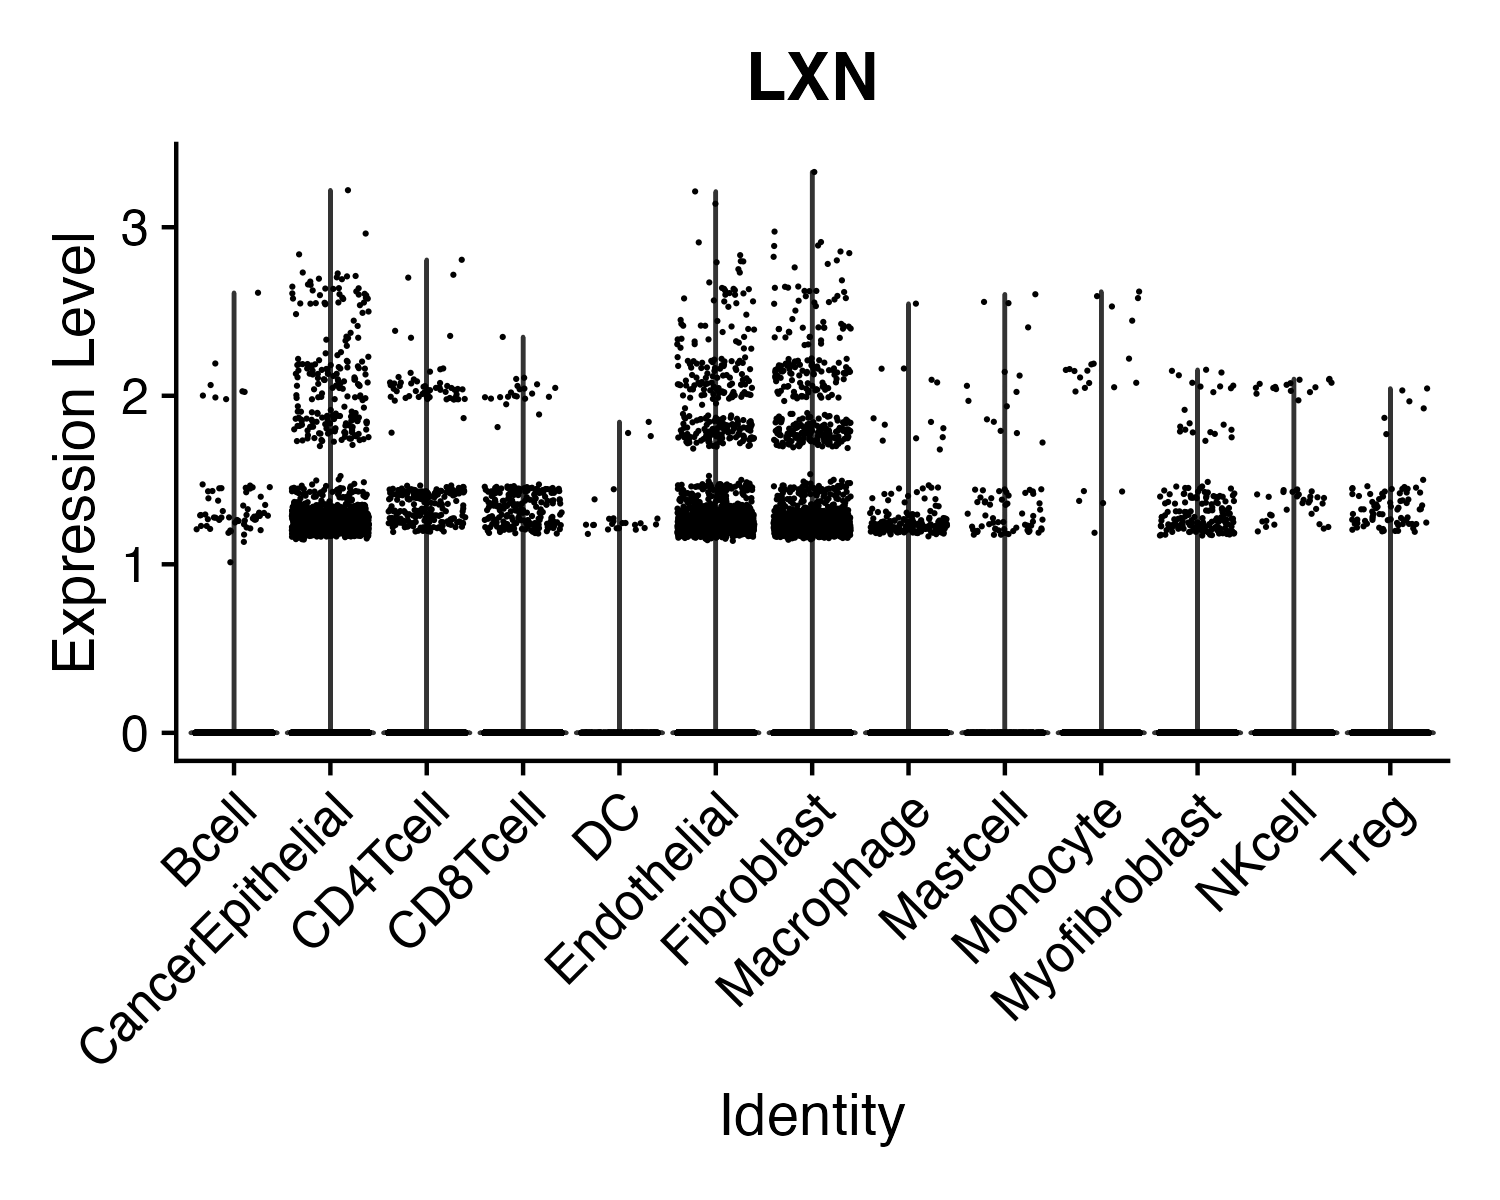 LXN
Expression Level
3
2
1
0
Bcell
CancerEpithelial
CD4Tcell
CD8Tcell
DC
Endothelial
Fibroblast
Macrophage
Mastcell
Monocyte
Myofibroblast
NKcell
Treg
Identity